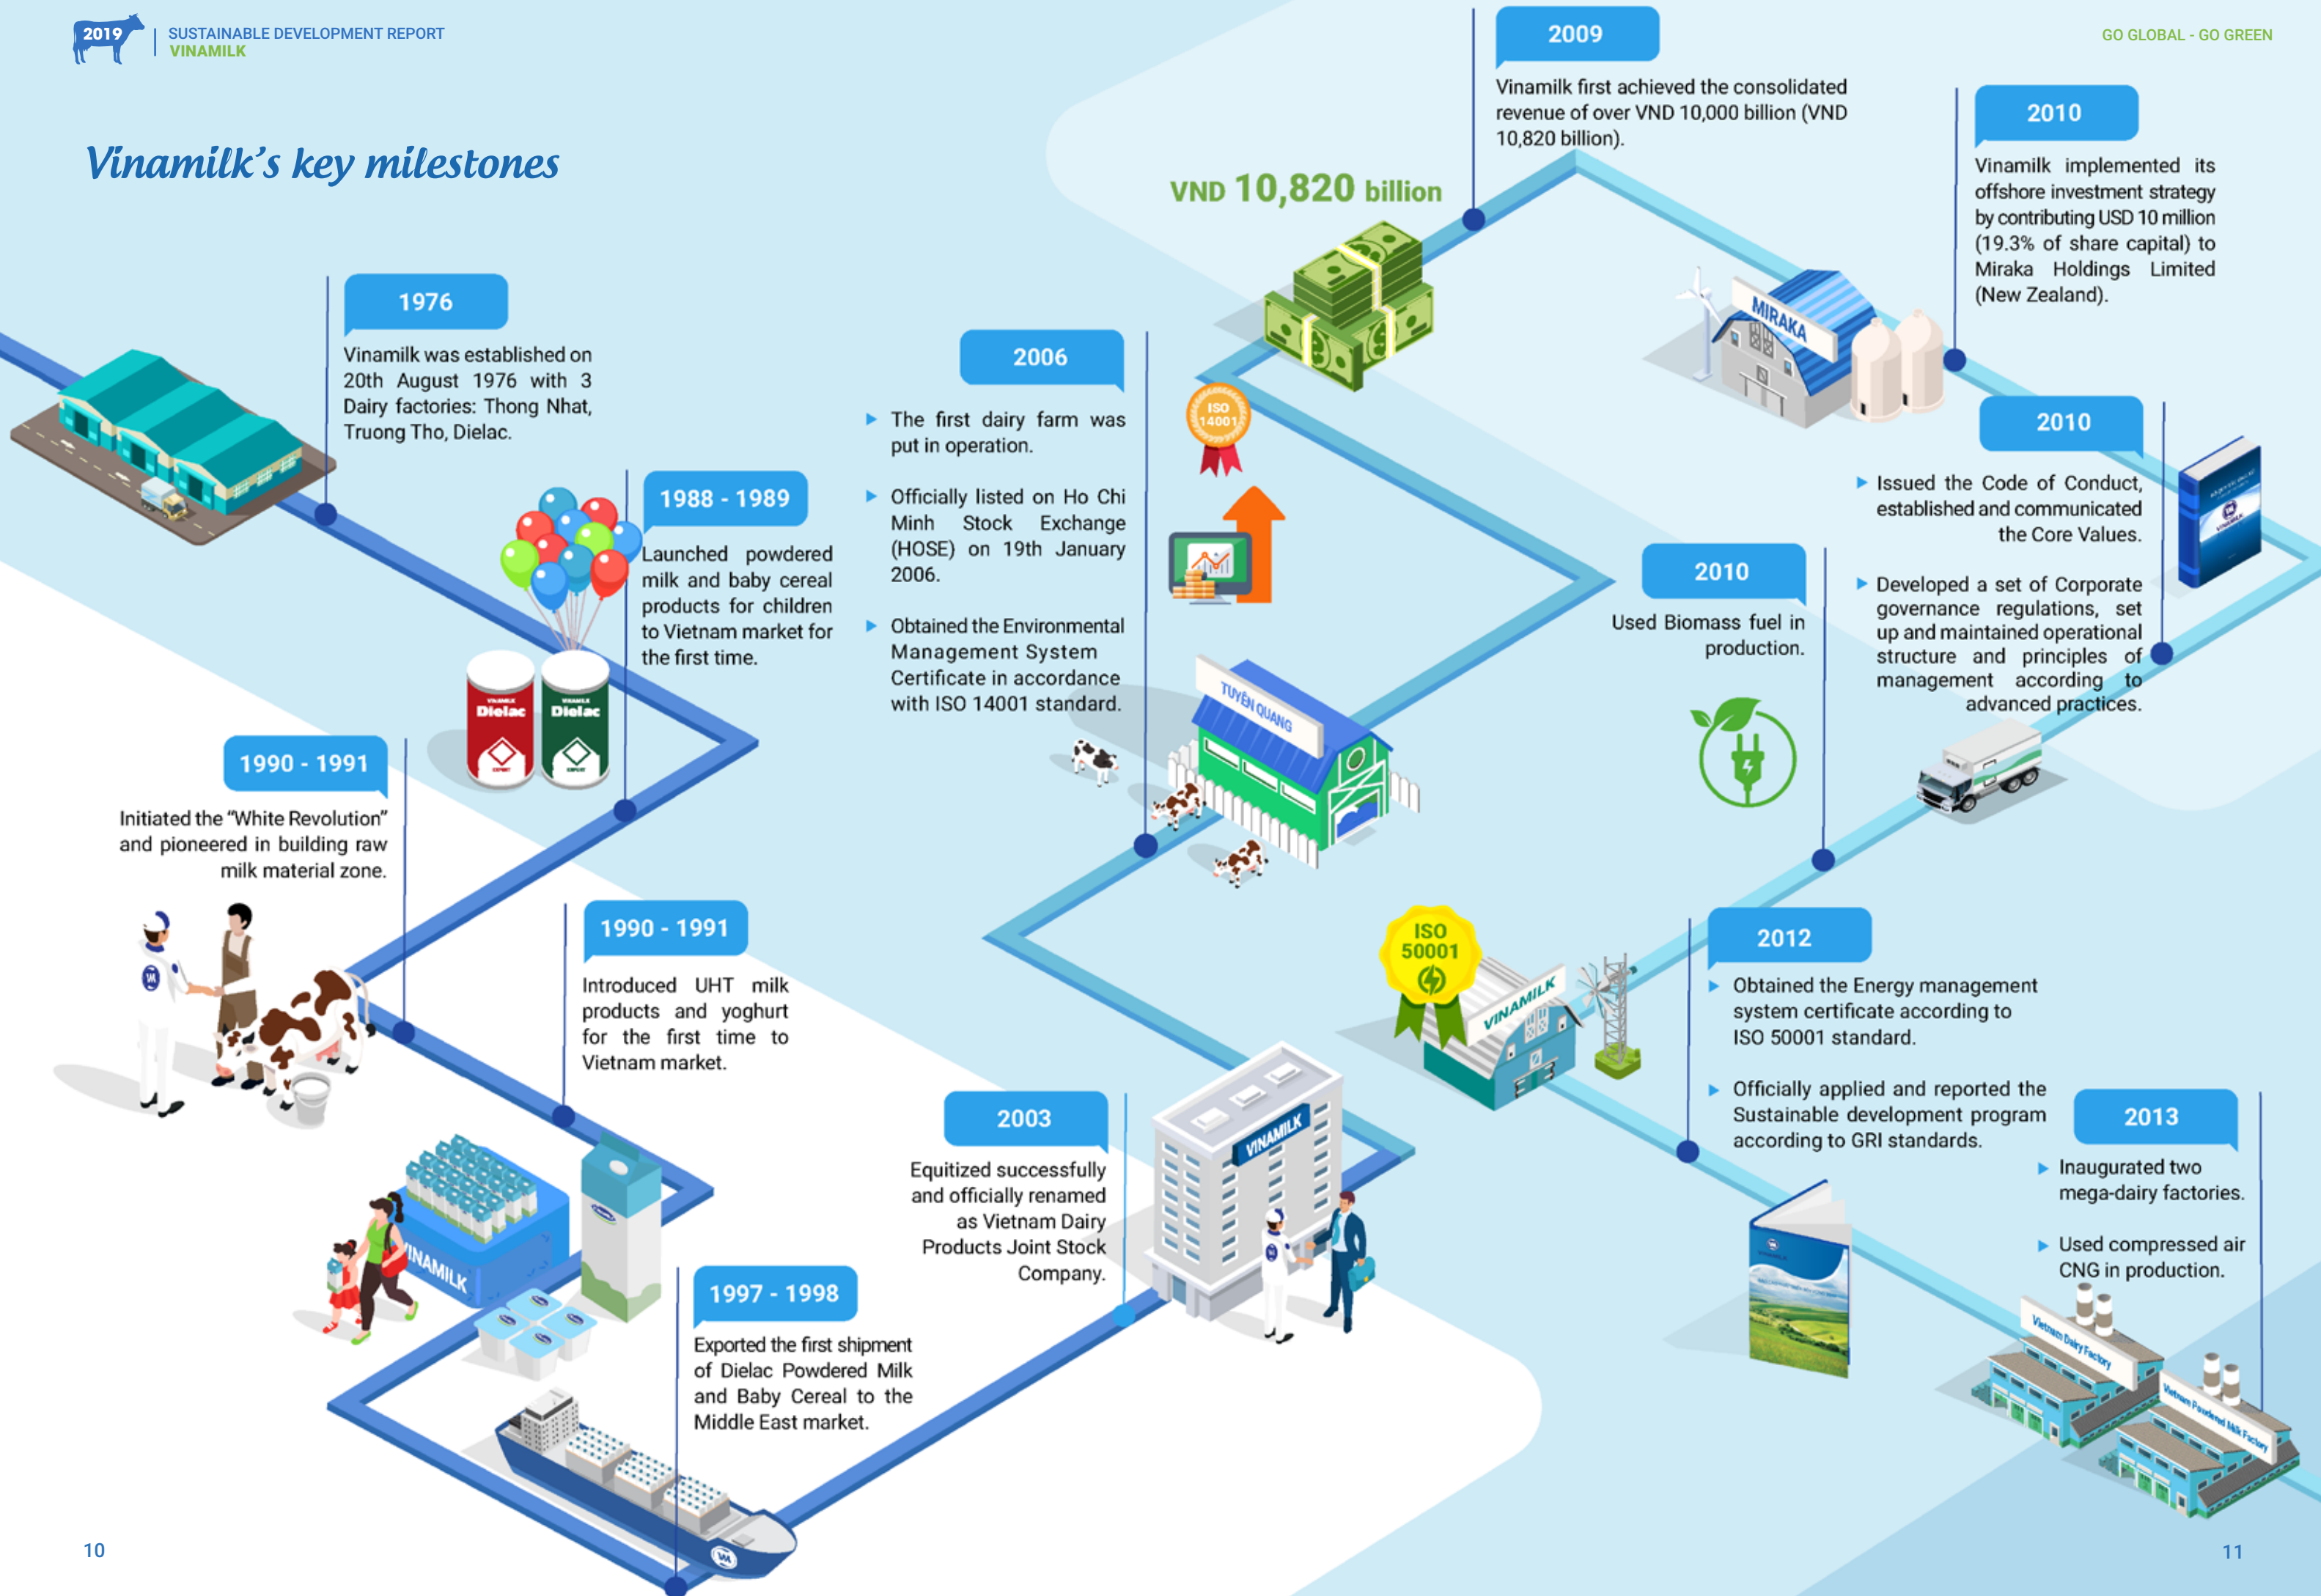 2019
SUSTAINABLE DEVELOPMENT REPORT
VINAMILK
GO GLOBAL - GO GREEN
Vinamilk's key milestones
1976
Vinamilk was established on
20th August 1976 with 3
Dairy factories: Thong Nhat,
Truong Tho, Dielac.
1988 - 1989
Launched powdered
milk and baby cereal
products for children
to Vietnam market for
the first time.
VINAMILK
Dielac
VINAMILK
Dielac
1990 - 1991
Initiated the “White Revolution”
and pioneered in building raw
milk material zone.
1990 - 1991
Introduced UHT milk
products and yoghurt
for the first time to
Vietnam market.
VINAMILK
1997 - 1998
Exported the first shipment
of Dielac Powdered Milk
and Baby Cereal to the
Middle East market.
2003
Equitized successfully
and officially renamed
as Vietnam Dairy
Products Joint Stock
Company.
VINAMILK
2006
The first dairy farm was
put in operation.
Officially listed on Ho Chi
Minh Stock Exchange
(HOSE) on 19th January
2006.
Obtained the Environmental
Management System
Certificate in accordance
with ISO 14001 standard.
ISO
14001
TUYÊN QUANG
2009
Vinamilk first achieved the consolidated
revenue of over VND 10,000 billion (VND
10,820 billion).
VND 10,820 billion
2010
Vinamilk implemented its
offshore investment strategy
by contributing USD 10 million
(19.3% of share capital) to
Miraka Holdings Limited
(New Zealand).
MIRAKA
2010
Issued the Code of Conduct,
established and communicated
the Core Values.
Developed a set of Corporate
governance regulations, set
up and maintained operational
structure and principles of
management according to
advanced practices.
VINAMILK
2010
Used Biomass fuel in
production.
2012
Obtained the Energy management
system certificate according to
ISO 50001 standard.
Officially applied and reported the
Sustainable development program
according to GRI standards.
ISO
50001
VINAMILK
2013
Inaugurated two
mega-dairy factories.
Used compressed air
CNG in production.
Vietnam Dairy Factory
Vietnam Powdered Milk Factory
10
11